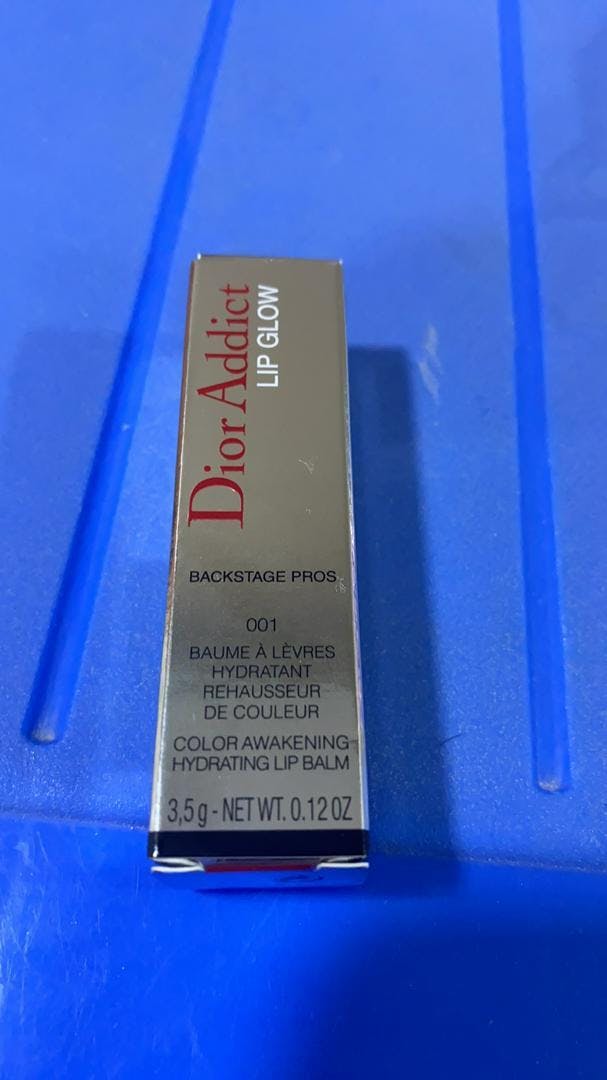 Dior Addict
LIP GLOW
BACKSTAGE PROS
001
BAUME À LÈVRES
HYDRATANT
REHAUSSEUR
DE COULEUR
COLOR AWAKENING
HYDRATING LIP BALM
3,5 g - NET WT. 0.12 OZ